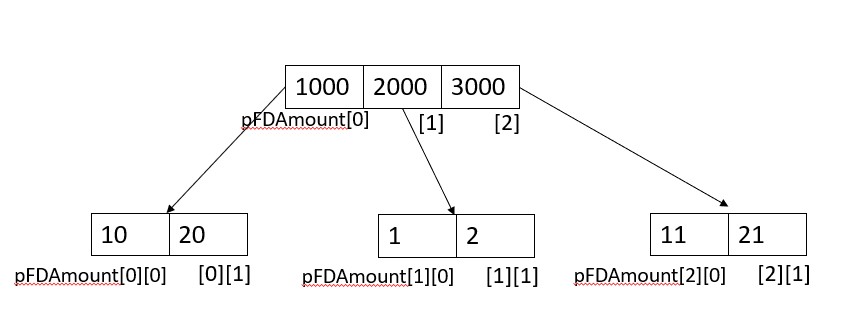 1000 2000 3000
pFDAmount[0] [1] [2]
10 20 1 2 11 21
pFDAmount[0][0] [0][1] pFDAmount[1][0] [1][1] pFDAmount[2][0] [2][1]